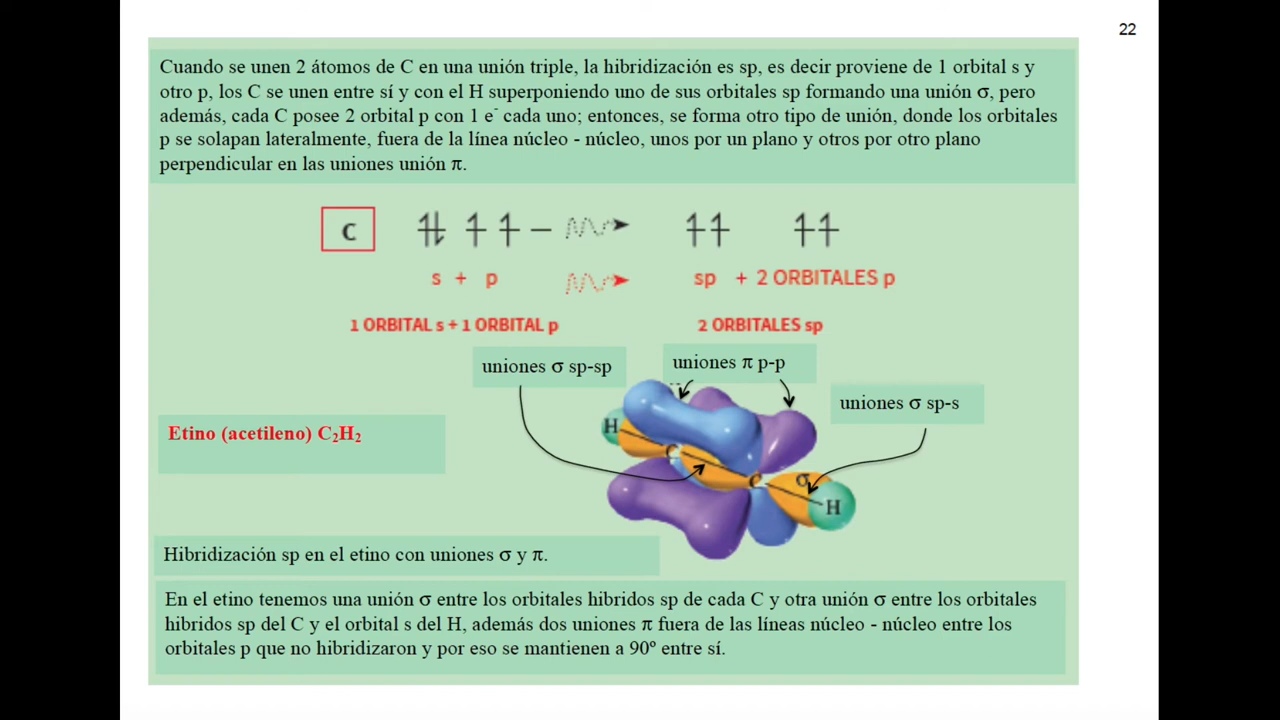 22
Cuando se unen 2 átomos de C en una unión triple, la hibridización es sp, es decir proviene de 1 orbital s y
otro p, los C se unen entre sí y con el H superponiendo uno de sus orbitales sp formando una unión σ, pero
además, cada C posee 2 orbital p con 1 e⁻ cada uno; entonces, se forma otro tipo de unión, donde los orbitales
p se solapan lateralmente, fuera de la línea núcleo - núcleo, unos por un plano y otros por otro plano
perpendicular en las uniones unión π.
C
s + p sp + 2 ORBITALES p
1 ORBITAL s + 1 ORBITAL p 2 ORBITALES sp
uniones σ sp-sp
uniones π p-p
uniones σ sp-s
Etino (acetileno) C₂H₂
H
C
C
σ
H
Hibridización sp en el etino con uniones σ y π.
En el etino tenemos una unión σ entre los orbitales hibridos sp de cada C y otra unión σ entre los orbitales
hibridos sp del C y el orbital s del H, además dos uniones π fuera de las líneas núcleo - núcleo entre los
orbitales p que no hibridizaron y por eso se mantienen a 90º entre sí.